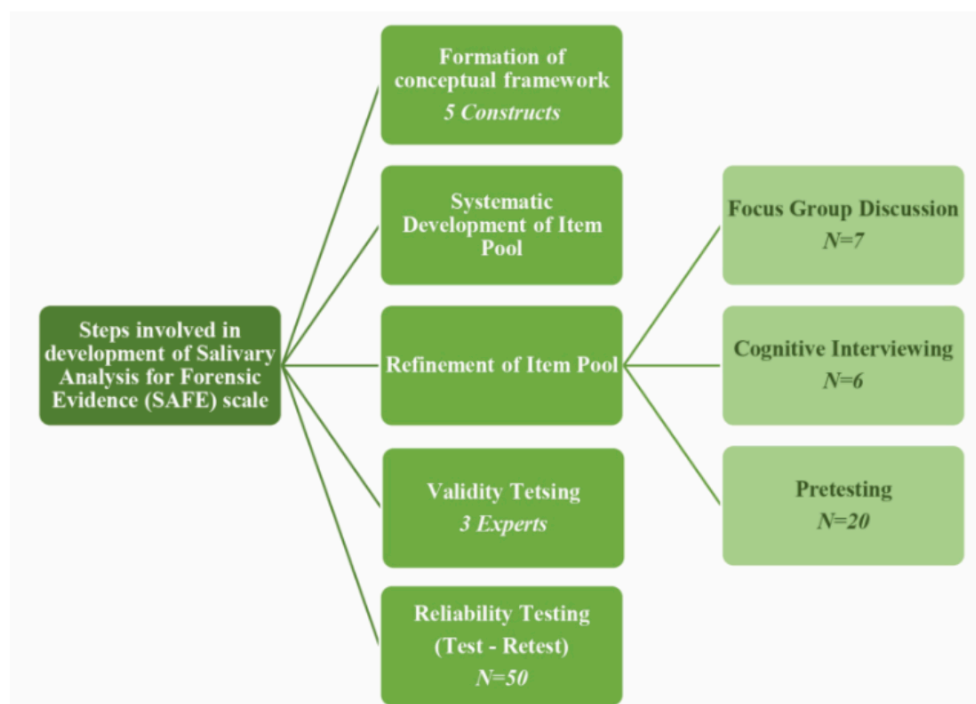 Steps involved in
development of Salivary
Analysis for Forensic
Evidence (SAFE) scale
Formation of
conceptual framework
5 Constructs
Systematic
Development of Item
Pool
Refinement of Item Pool
Validity Tetsing
3 Experts
Reliability Testing
(Test - Retest)
N=50
Focus Group Discussion
N=7
Cognitive Interviewing
N=6
Pretesting
N=20